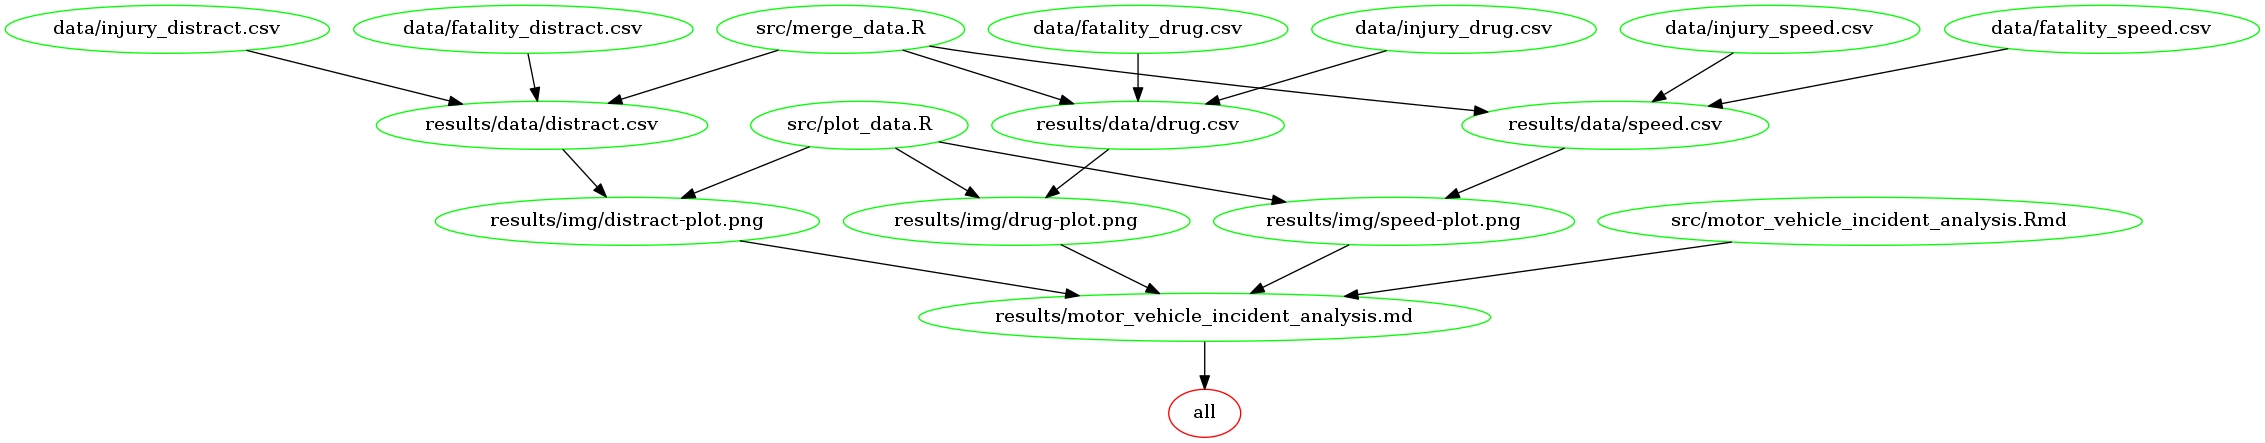 data/injury_distract.csv
data/fatality_distract.csv
src/merge_data.R
data/fatality_drug.csv
data/injury_drug.csv
data/injury_speed.csv
data/fatality_speed.csv
results/data/distract.csv
src/plot_data.R
results/data/drug.csv
results/data/speed.csv
results/img/distract-plot.png
results/img/drug-plot.png
results/img/speed-plot.png
src/motor_vehicle_incident_analysis.Rmd
results/motor_vehicle_incident_analysis.md
all